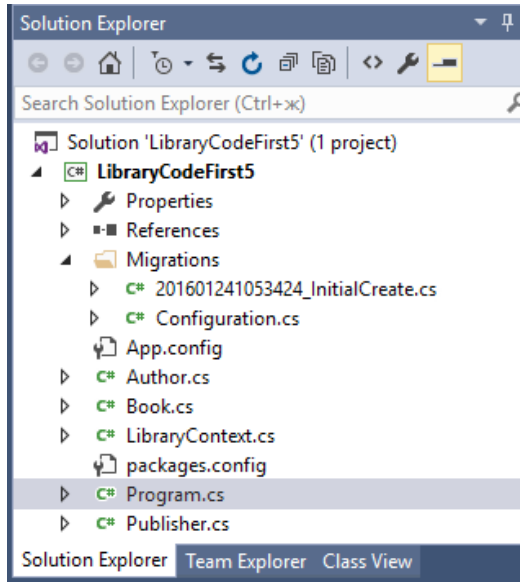 Solution Explorer
Search Solution Explorer (Ctrl+ж)
Solution 'LibraryCodeFirst5' (1 project)
C# LibraryCodeFirst5
Properties
References
Migrations
C# 201601241053424_InitialCreate.cs
C# Configuration.cs
App.config
C# Author.cs
C# Book.cs
C# LibraryContext.cs
packages.config
C# Program.cs
C# Publisher.cs
Solution Explorer Team Explorer Class View